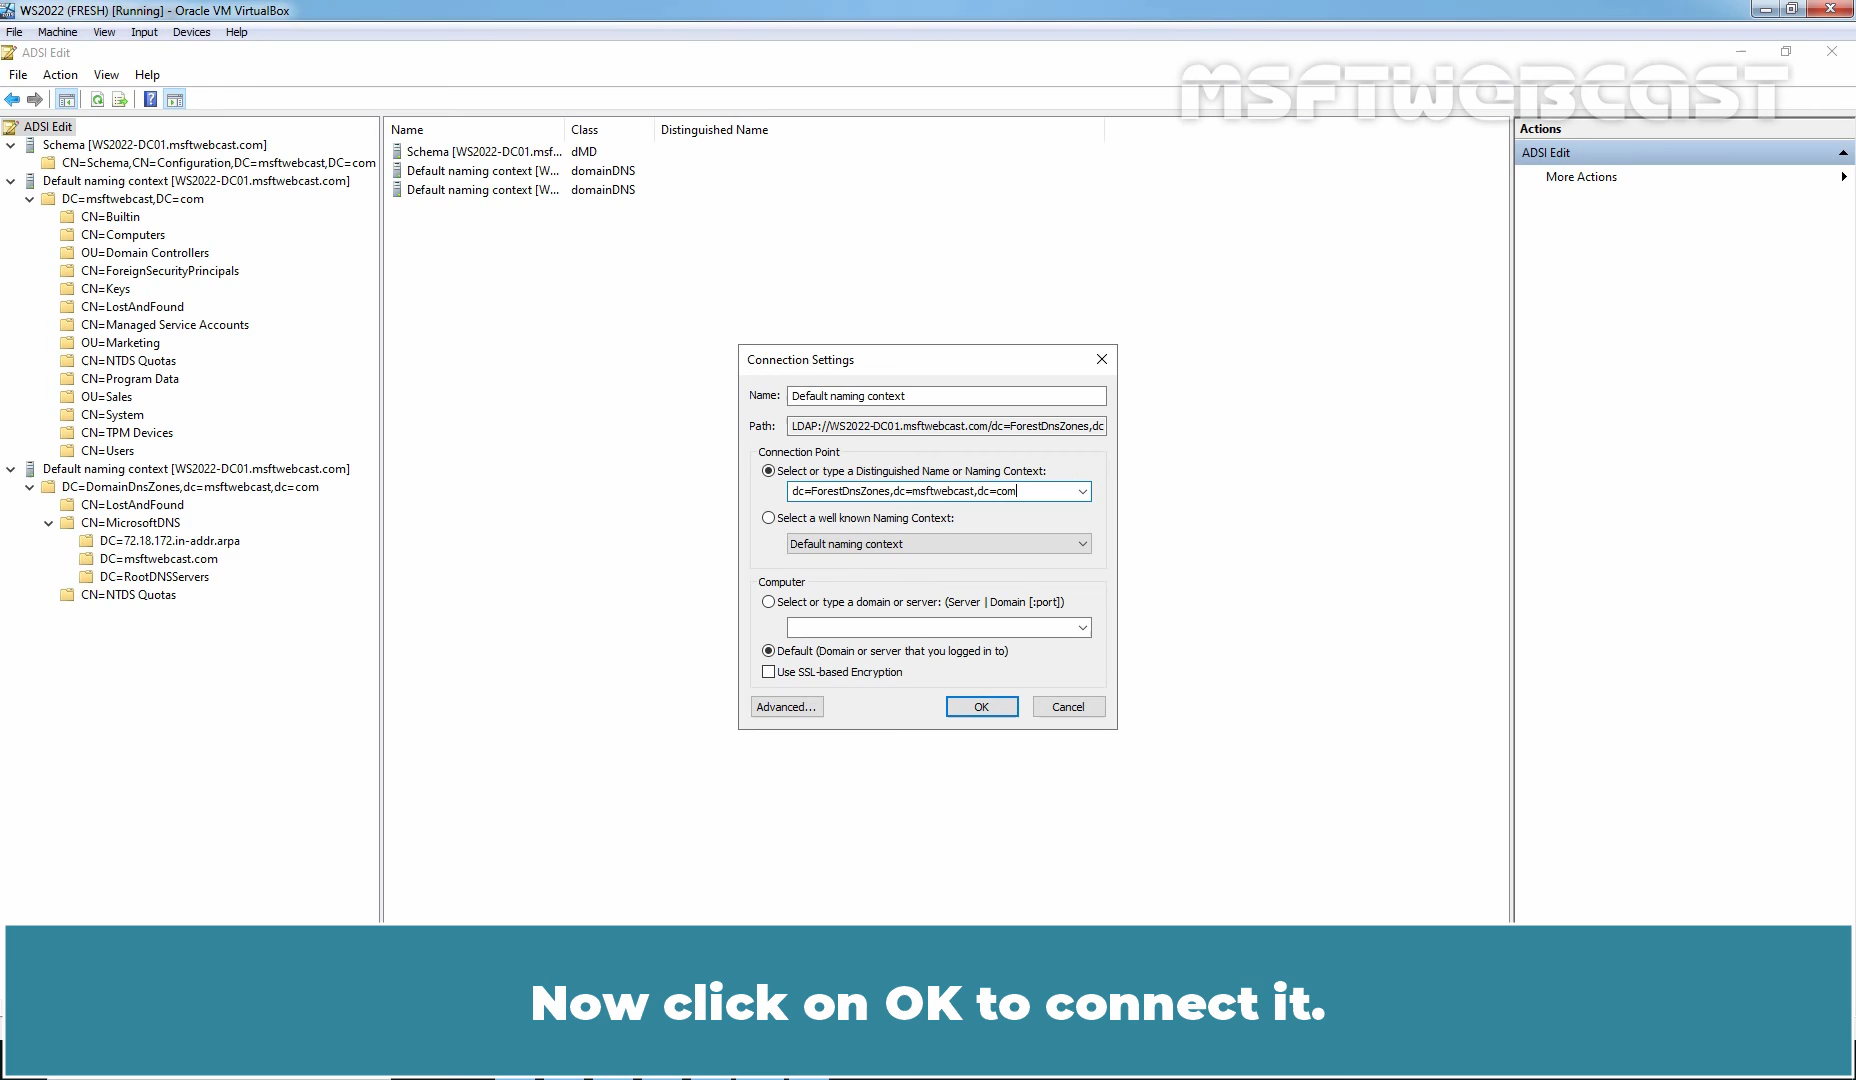 WS2022 (FRESH) [Running] - Oracle VM VirtualBox
File Machine View Input Devices Help
ADSI Edit
File Action View Help
MSFTWEBCAST
ADSI Edit
Schema [WS2022-DC01.msftwebcast.com]
CN=Schema,CN=Configuration,DC=msftwebcast,DC=com
Default naming context [WS2022-DC01.msftwebcast.com]
DC=msftwebcast,DC=com
CN=Builtin
CN=Computers
OU=Domain Controllers
CN=ForeignSecurityPrincipals
CN=Keys
CN=LostAndFound
CN=Managed Service Accounts
OU=Marketing
CN=NTDS Quotas
CN=Program Data
OU=Sales
CN=System
CN=TPM Devices
CN=Users
Default naming context [WS2022-DC01.msftwebcast.com]
DC=DomainDnsZones,dc=msftwebcast,dc=com
CN=LostAndFound
CN=MicrosoftDNS
DC=72.18.172.in-addr.arpa
DC=msftwebcast.com
DC=RootDNSServers
CN=NTDS Quotas
Name Class Distinguished Name
Schema [WS2022-DC01.msf... dMD
Default naming context [W... domainDNS
Default naming context [W... domainDNS
Connection Settings
Name: Default naming context
Path: LDAP://WS2022-DC01.msftwebcast.com/dc=ForestDnsZones,dc
Connection Point
Select or type a Distinguished Name or Naming Context:
dc=ForestDnsZones,dc=msftwebcast,dc=com
Select a well known Naming Context:
Default naming context
Computer
Select or type a domain or server: (Server | Domain [:port])
Default (Domain or server that you logged in to)
Use SSL-based Encryption
Advanced... OK Cancel
Actions
ADSI Edit
More Actions
Now click on OK to connect it.